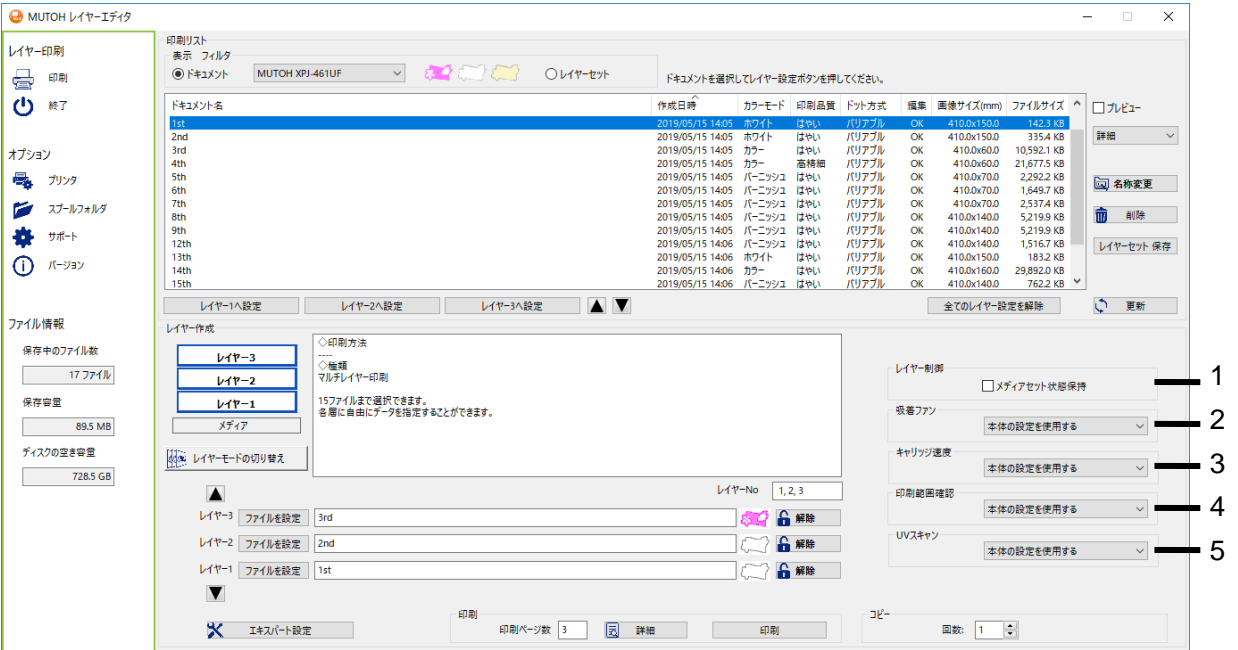 MUTOH レイヤーエディタ
レイヤー印刷
印刷
終了
オプション
プリンタ
スプールフォルダ
サポート
バージョン
ファイル情報
保存中のファイル数
17 ファイル
保存容量
89.5 MB
ディスクの空き容量
728.5 GB
印刷リスト
表示 フィルタ
ドキュメント MUTOH XPJ-461UF レイヤーセット ドキュメントを選択してレイヤー設定ボタンを押してください。
ドキュメント名 作成日時 カラーモード 印刷品質 ドット方式 編集 画像サイズ(mm) ファイルサイズ
1st 2019/05/15 14:05 ホワイト はやい バリアブル OK 410.0x150.0 142.3 KB
2nd 2019/05/15 14:05 ホワイト はやい バリアブル OK 410.0x150.0 335.4 KB
3rd 2019/05/15 14:05 カラー はやい バリアブル OK 410.0x60.0 10,592.1 KB
4th 2019/05/15 14:05 カラー 高精細 バリアブル OK 410.0x60.0 21,677.5 KB
5th 2019/05/15 14:05 バーニッシュ はやい バリアブル OK 410.0x70.0 2,292.2 KB
6th 2019/05/15 14:05 バーニッシュ はやい バリアブル OK 410.0x70.0 1,649.7 KB
7th 2019/05/15 14:05 バーニッシュ はやい バリアブル OK 410.0x70.0 2,537.4 KB
8th 2019/05/15 14:05 バーニッシュ はやい バリアブル OK 410.0x140.0 5,219.9 KB
9th 2019/05/15 14:05 バーニッシュ はやい バリアブル OK 410.0x140.0 5,219.9 KB
12th 2019/05/15 14:06 バーニッシュ はやい バリアブル OK 410.0x140.0 1,516.7 KB
13th 2019/05/15 14:06 ホワイト はやい バリアブル OK 410.0x150.0 183.2 KB
14th 2019/05/15 14:06 カラー はやい バリアブル OK 410.0x160.0 29,892.0 KB
15th 2019/05/15 14:06 バーニッシュ はやい バリアブル OK 410.0x140.0 762.2 KB
プレビュー
詳細
名称変更
削除
レイヤーセット 保存
レイヤー1へ設定 レイヤー2へ設定 レイヤー3へ設定 ▲ ▼ 全てのレイヤー設定を解除 更新
レイヤー作成
レイヤー3
レイヤー2
レイヤー1
メディア
レイヤーモードの切り替え
◇印刷方法
----
◇種類
マルチレイヤー印刷
15ファイルまで選択できます。
各層に自由にデータを指定することができます。
レイヤーNo 1, 2, 3
▲
レイヤー3 ファイルを設定 3rd 解除
レイヤー2 ファイルを設定 2nd 解除
レイヤー1 ファイルを設定 1st 解除
▼
レイヤー制御
メディアセット状態保持 1
吸着ファン
本体の設定を使用する 2
キャリッジ速度
本体の設定を使用する 3
印刷範囲確認
本体の設定を使用する 4
UVスキャン
本体の設定を使用する 5
エキスパート設定
印刷
印刷ページ数 3 詳細 印刷
コピー
回数: 1